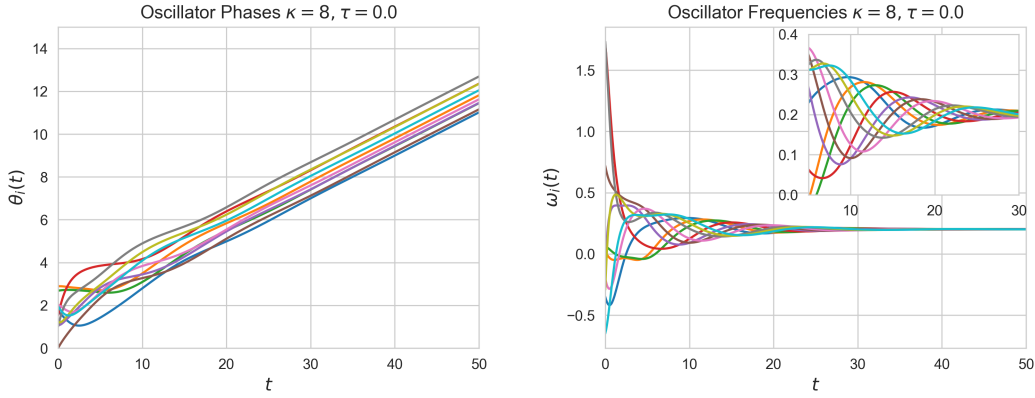 Oscillator Phases κ = 8, τ = 0.0
14
12
10
8
6
4
2
0
θᵢ(t)
0 10 20 30 40 50
t
Oscillator Frequencies κ = 8, τ = 0.0
1.5
1.0
0.5
0.0
−0.5
ωᵢ(t)
0.4
0.3
0.2
0.1
0.0
10 20 30
0 10 20 30 40 50
t